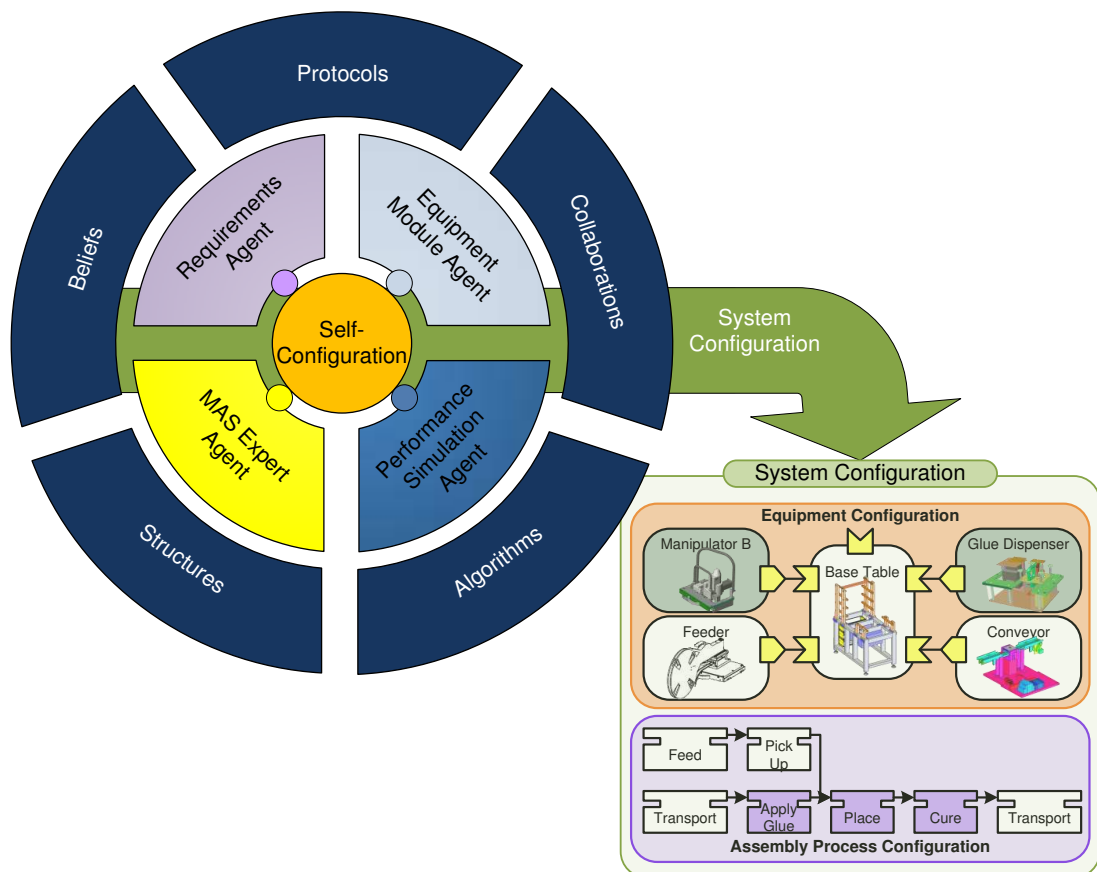 Protocols
Beliefs
Collaborations
Structures
Algorithms
Requirements
Agent
Equipment
Module Agent
MAS Expert
Agent
Performance
Simulation
Agent
Self-
Configuration
System
Configuration
System Configuration
Equipment Configuration
Manipulator B
Base Table
Glue Dispenser
Feeder
Conveyor
Feed
Pick
Up
Transport
Apply
Glue
Place
Cure
Transport
Assembly Process Configuration